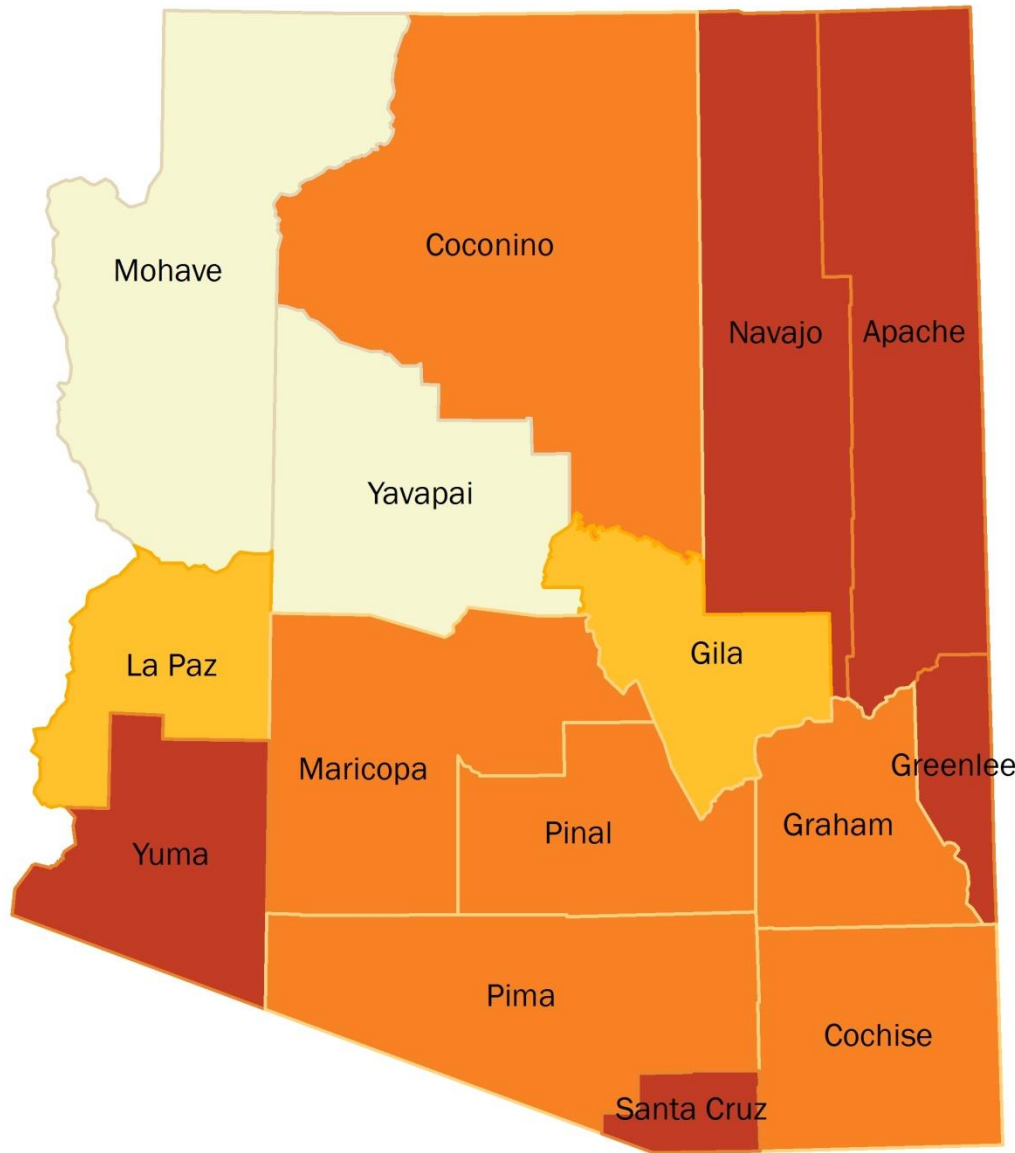 Mohave
Coconino
Navajo
Apache
Yavapai
La Paz
Gila
Maricopa
Greenlee
Yuma
Pinal
Graham
Pima
Cochise
Santa Cruz